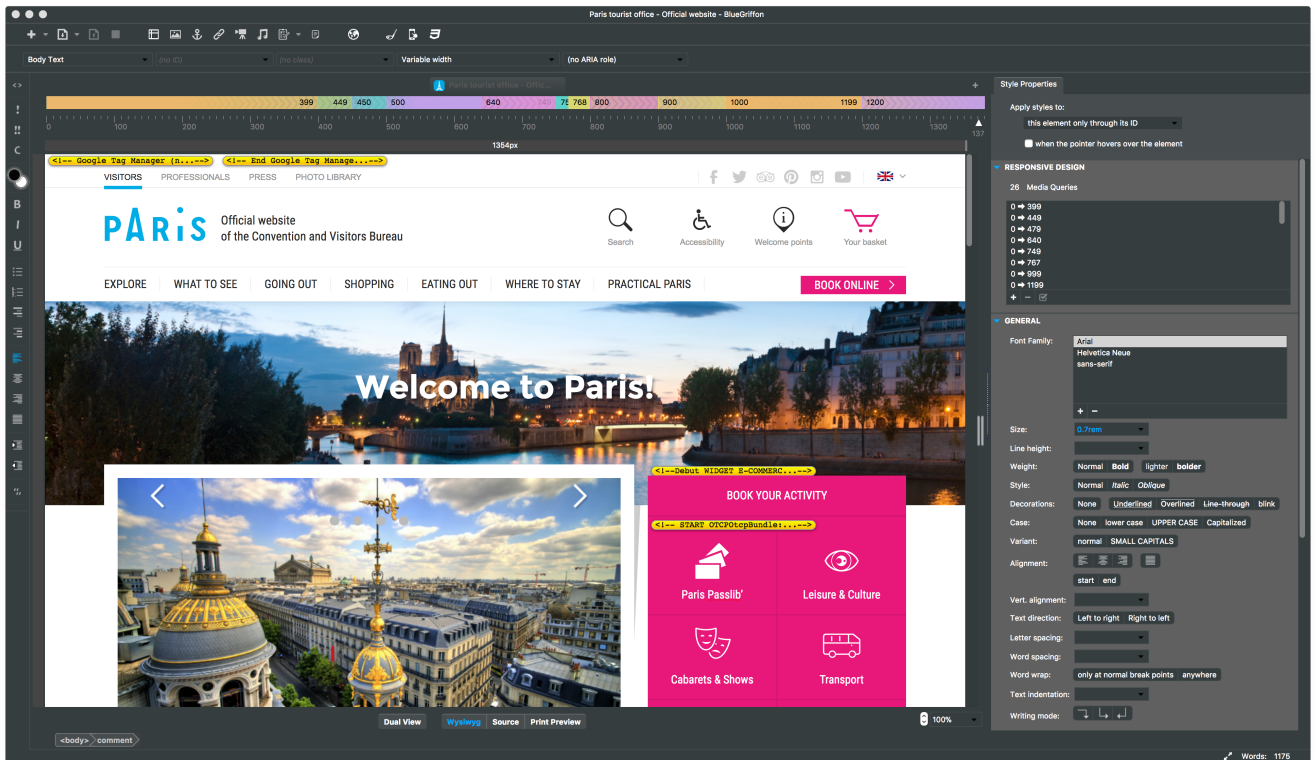 Paris tourist office - Official website - BlueGriffon
Body Text (no ID) (no class) Variable width (no ARIA role)
Paris tourist office - Offic...
Style Properties
399 449 450 500 640 749 768 800 900 1000 1199 1200
0 100 200 300 400 500 600 700 800 900 1000 1100 1200 1300 137
1354px
<!-- Google Tag Manager (n...--> <!-- End Google Tag Manage...-->
VISITORS PROFESSIONALS PRESS PHOTO LIBRARY
PARiS
Official website
of the Convention and Visitors Bureau
Search Accessibility Welcome points Your basket
EXPLORE WHAT TO SEE GOING OUT SHOPPING EATING OUT WHERE TO STAY PRACTICAL PARIS BOOK ONLINE >
Welcome to Paris!
<!--Debut WIDGET E-COMMERC...-->
BOOK YOUR ACTIVITY
<!-- START OTCPOtcpBundle:...-->
Paris Passlib' Leisure & Culture
Cabarets & Shows Transport
Dual View Wysiwyg Source Print Preview 100%
<body> comment
Apply styles to:
this element only through its ID
when the pointer hovers over the element
RESPONSIVE DESIGN
26 Media Queries
0 ➡ 399
0 ➡ 449
0 ➡ 479
0 ➡ 640
0 ➡ 749
0 ➡ 767
0 ➡ 999
0 ➡ 1199
+ -
GENERAL
Font Family: Arial
Helvetica Neue
sans-serif
+ -
Size: 0.7rem
Line height:
Weight: Normal Bold lighter bolder
Style: Normal Italic Oblique
Decorations: None Underlined Overlined Line-through blink
Case: None lower case UPPER CASE Capitalized
Variant: normal SMALL CAPITALS
Alignment:
start end
Vert. alignment:
Text direction: Left to right Right to left
Letter spacing:
Word spacing:
Word wrap: only at normal break points anywhere
Text indentation:
Writing mode:
Words: 1175